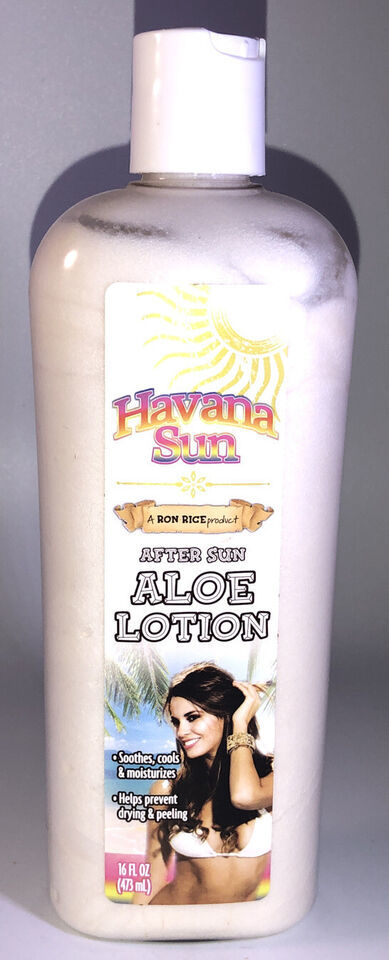 Havana
Sun
A RON RICE product
AFTER SUN
ALOE
LOTION
•Soothes, cools
& moisturizes
•Helps prevent
drying & peeling
16 FL OZ
(473 mL)